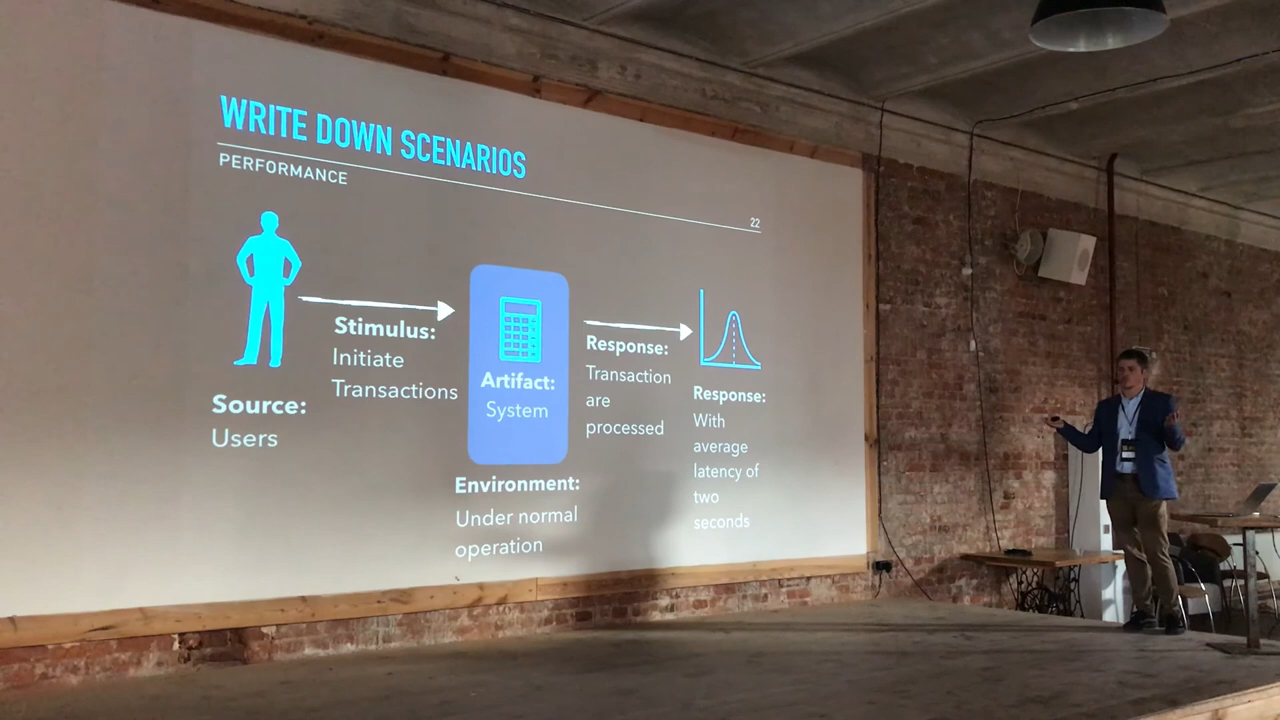 WRITE DOWN SCENARIOS
PERFORMANCE
22
Source:
Users
Stimulus:
Initiate
Transactions
Artifact:
System
Environment:
Under normal
operation
Response:
Transaction
are
processed
Response:
With
average
latency of
two
seconds